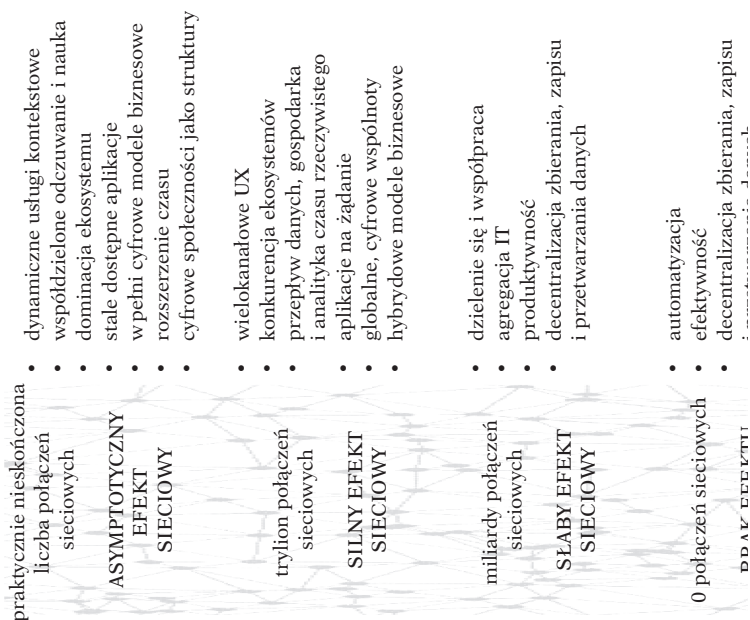 praktycznie nieskończona
liczba połączeń
sieciowych
ASYMPTOTYCZNY
EFEKT
SIECIOWY
• dynamiczne usługi kontekstowe
• współdzielone odczuwanie i nauka
• dominacja ekosystemu
• stale dostępne aplikacje
• w pełni cyfrowe modele biznesowe
• rozszerzenie czasu
• cyfrowe społeczności jako struktury
trylion połączeń
sieciowych
SILNY EFEKT
SIECIOWY
• wielokanałowe UX
• konkurencja ekosystemów
• przepływ danych, gospodarka
i analityka czasu rzeczywistego
• aplikacje na żądanie
• globalne, cyfrowe wspólnoty
• hybrydowe modele biznesowe
miliardy połączeń
sieciowych
SŁABY EFEKT
SIECIOWY
• dzielenie się i współpraca
• agregacja IT
• produktywność
• decentralizacja zbierania, zapisu
i przetwarzania danych
0 połączeń sieciowych
BRAK EFEKTU
• automatyzacja
• efektywność
• decentralizacja zbierania, zapisu
i przetwarzania danych